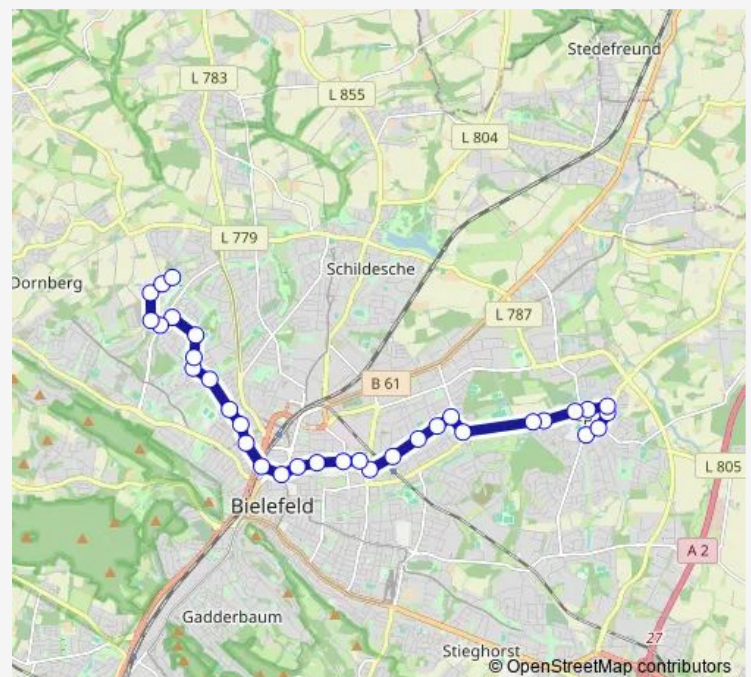 Stedefreund
L 783
L 855
L 804
L 779
Schildesche
Dornberg
L 787
B 61
L 805
Bielefeld
A 2
Gadderbaum
27
Stieghorst
© OpenStreetMap contributors